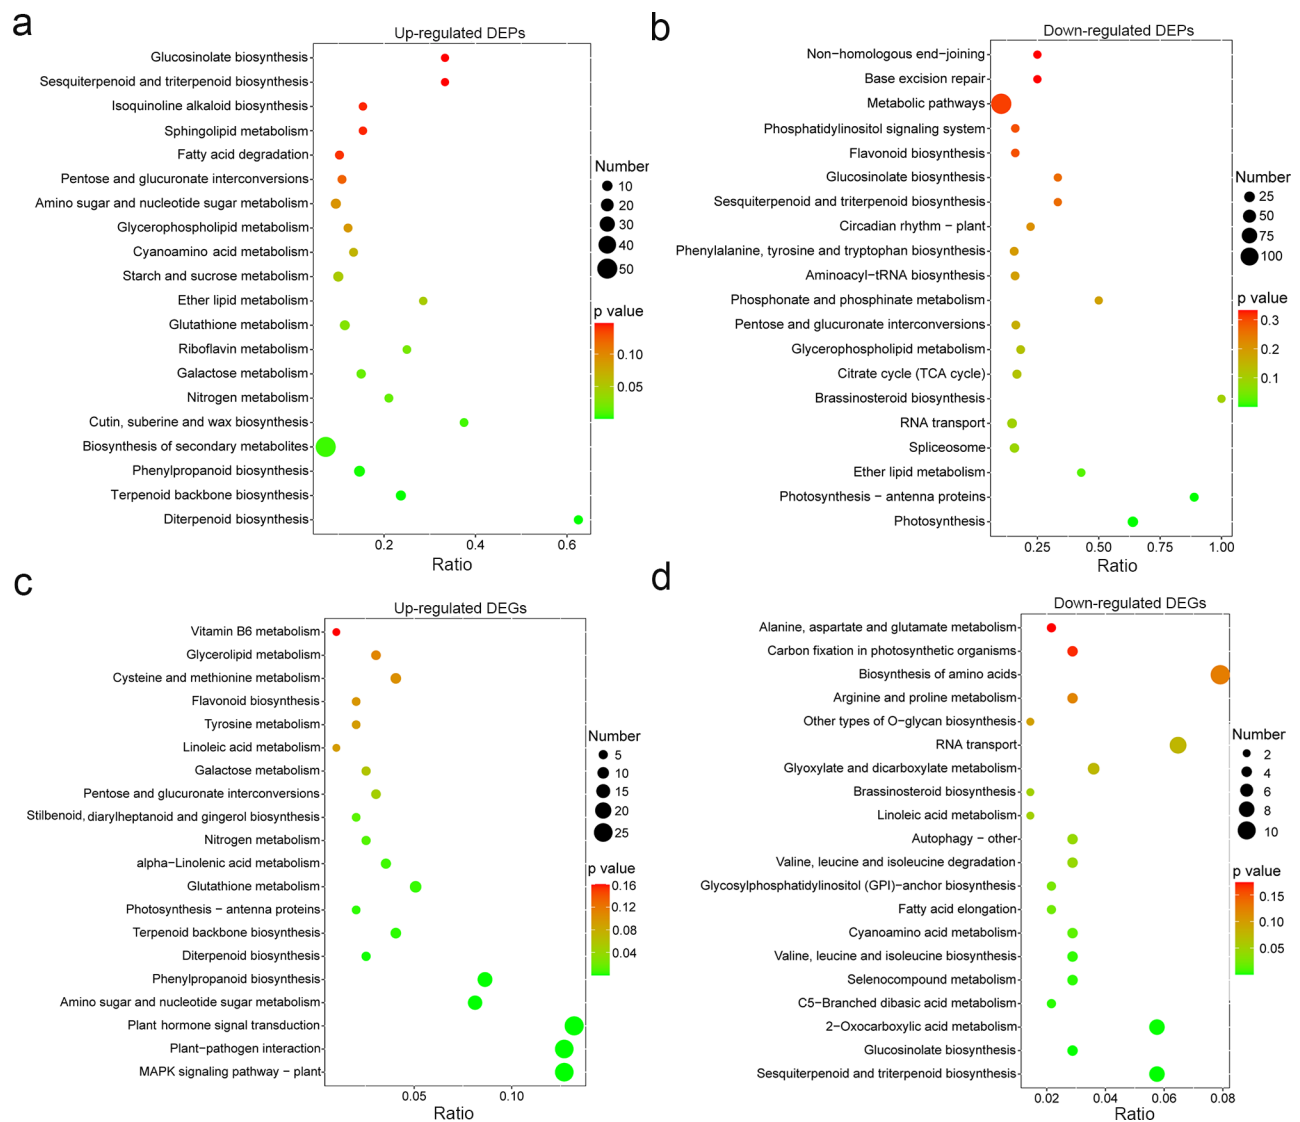 a
Up-regulated DEPs
Glucosinolate biosynthesis
Sesquiterpenoid and triterpenoid biosynthesis
Isoquinoline alkaloid biosynthesis
Sphingolipid metabolism
Fatty acid degradation
Pentose and glucuronate interconversions
Amino sugar and nucleotide sugar metabolism
Glycerophospholipid metabolism
Cyanoamino acid metabolism
Starch and sucrose metabolism
Ether lipid metabolism
Glutathione metabolism
Riboflavin metabolism
Galactose metabolism
Nitrogen metabolism
Cutin, suberine and wax biosynthesis
Biosynthesis of secondary metabolites
Phenylpropanoid biosynthesis
Terpenoid backbone biosynthesis
Diterpenoid biosynthesis
0.2 0.4 0.6
Ratio
Number
10
20
30
40
50
p value
0.10
0.05
b
Down-regulated DEPs
Non−homologous end−joining
Base excision repair
Metabolic pathways
Phosphatidylinositol signaling system
Flavonoid biosynthesis
Glucosinolate biosynthesis
Sesquiterpenoid and triterpenoid biosynthesis
Circadian rhythm − plant
Phenylalanine, tyrosine and tryptophan biosynthesis
Aminoacyl−tRNA biosynthesis
Phosphonate and phosphinate metabolism
Pentose and glucuronate interconversions
Glycerophospholipid metabolism
Citrate cycle (TCA cycle)
Brassinosteroid biosynthesis
RNA transport
Spliceosome
Ether lipid metabolism
Photosynthesis − antenna proteins
Photosynthesis
0.25 0.50 0.75 1.00
Ratio
Number
25
50
75
100
p value
0.3
0.2
0.1
c
Up-regulated DEGs
Vitamin B6 metabolism
Glycerolipid metabolism
Cysteine and methionine metabolism
Flavonoid biosynthesis
Tyrosine metabolism
Linoleic acid metabolism
Galactose metabolism
Pentose and glucuronate interconversions
Stilbenoid, diarylheptanoid and gingerol biosynthesis
Nitrogen metabolism
alpha−Linolenic acid metabolism
Glutathione metabolism
Photosynthesis − antenna proteins
Terpenoid backbone biosynthesis
Diterpenoid biosynthesis
Phenylpropanoid biosynthesis
Amino sugar and nucleotide sugar metabolism
Plant hormone signal transduction
Plant−pathogen interaction
MAPK signaling pathway − plant
0.05 0.10
Ratio
Number
5
10
15
20
25
p value
0.16
0.12
0.08
0.04
d
Down-regulated DEGs
Alanine, aspartate and glutamate metabolism
Carbon fixation in photosynthetic organisms
Biosynthesis of amino acids
Arginine and proline metabolism
Other types of O−glycan biosynthesis
RNA transport
Glyoxylate and dicarboxylate metabolism
Brassinosteroid biosynthesis
Linoleic acid metabolism
Autophagy − other
Valine, leucine and isoleucine degradation
Glycosylphosphatidylinositol (GPI)−anchor biosynthesis
Fatty acid elongation
Cyanoamino acid metabolism
Valine, leucine and isoleucine biosynthesis
Selenocompound metabolism
C5−Branched dibasic acid metabolism
2−Oxocarboxylic acid metabolism
Glucosinolate biosynthesis
Sesquiterpenoid and triterpenoid biosynthesis
0.02 0.04 0.06 0.08
Ratio
Number
2
4
6
8
10
p value
0.15
0.10
0.05